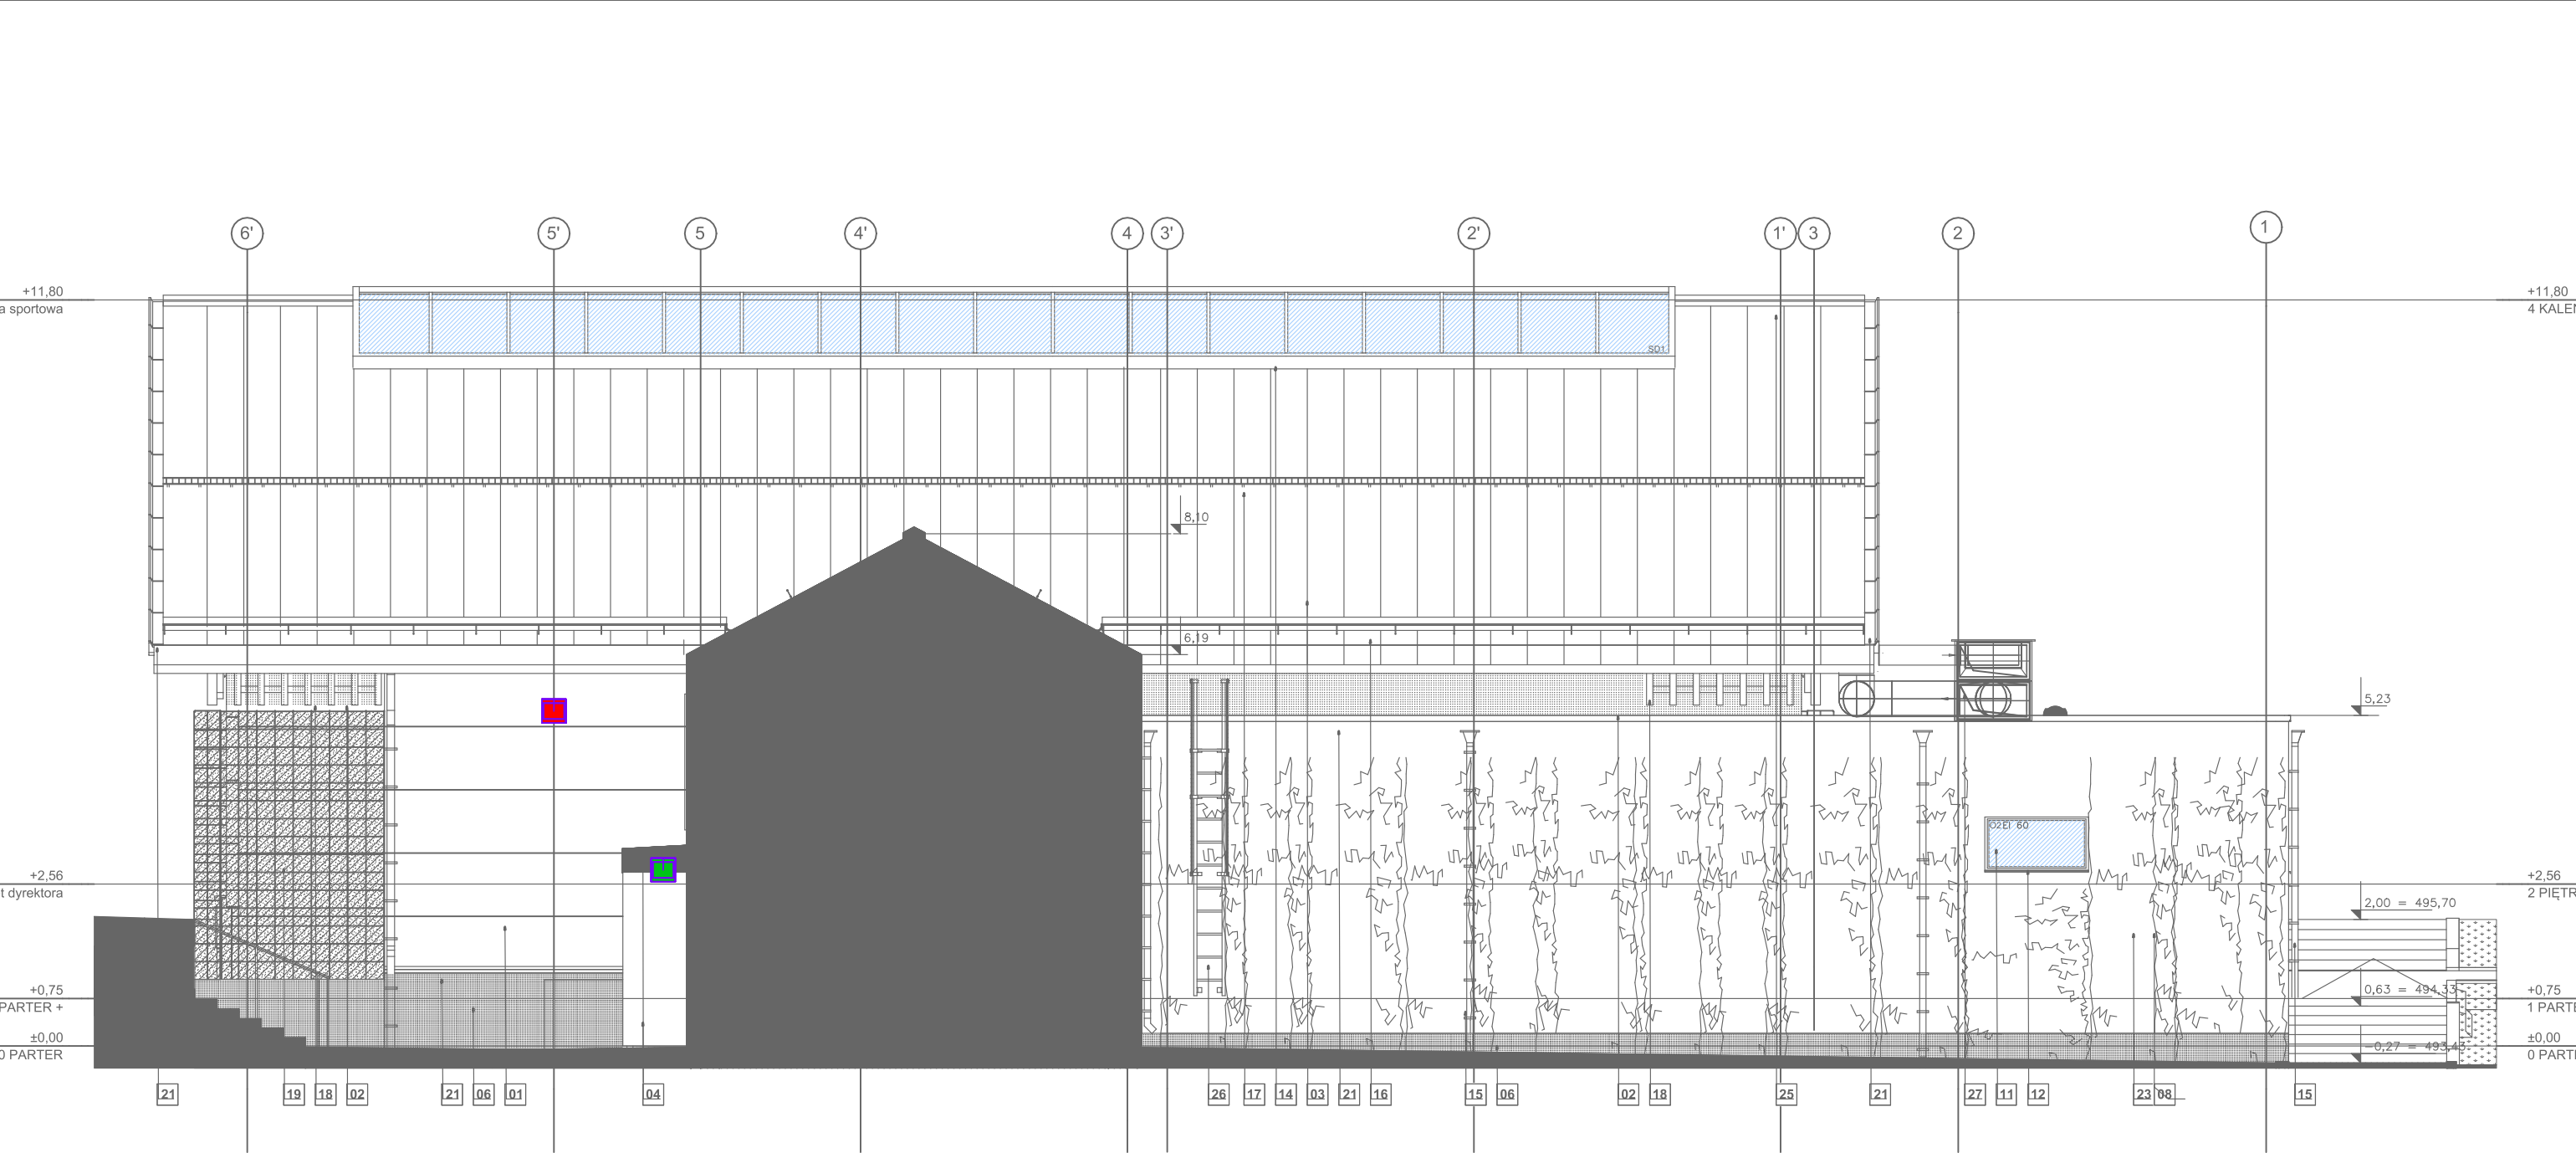 6' 5' 5 4' 4 3' 2' 1' 3 2 1
+11,80
a sportowa
+11,80
4 KALEN
SD1
8,10
6,19
5,23
O2EI 60
+2,56
t dyrektora
+2,56
2 PIĘTR
2,00 = 495,70
+0,75
PARTER +
0,63 = 494,33
+0,75
1 PARTE
±0,00
0 PARTER
-0,27 = 493,43
±0,00
0 PARTE
21 19 18 02 21 06 01 04 26 17 14 03 21 16 15 06 02 18 25 21 27 11 12 23 08 15